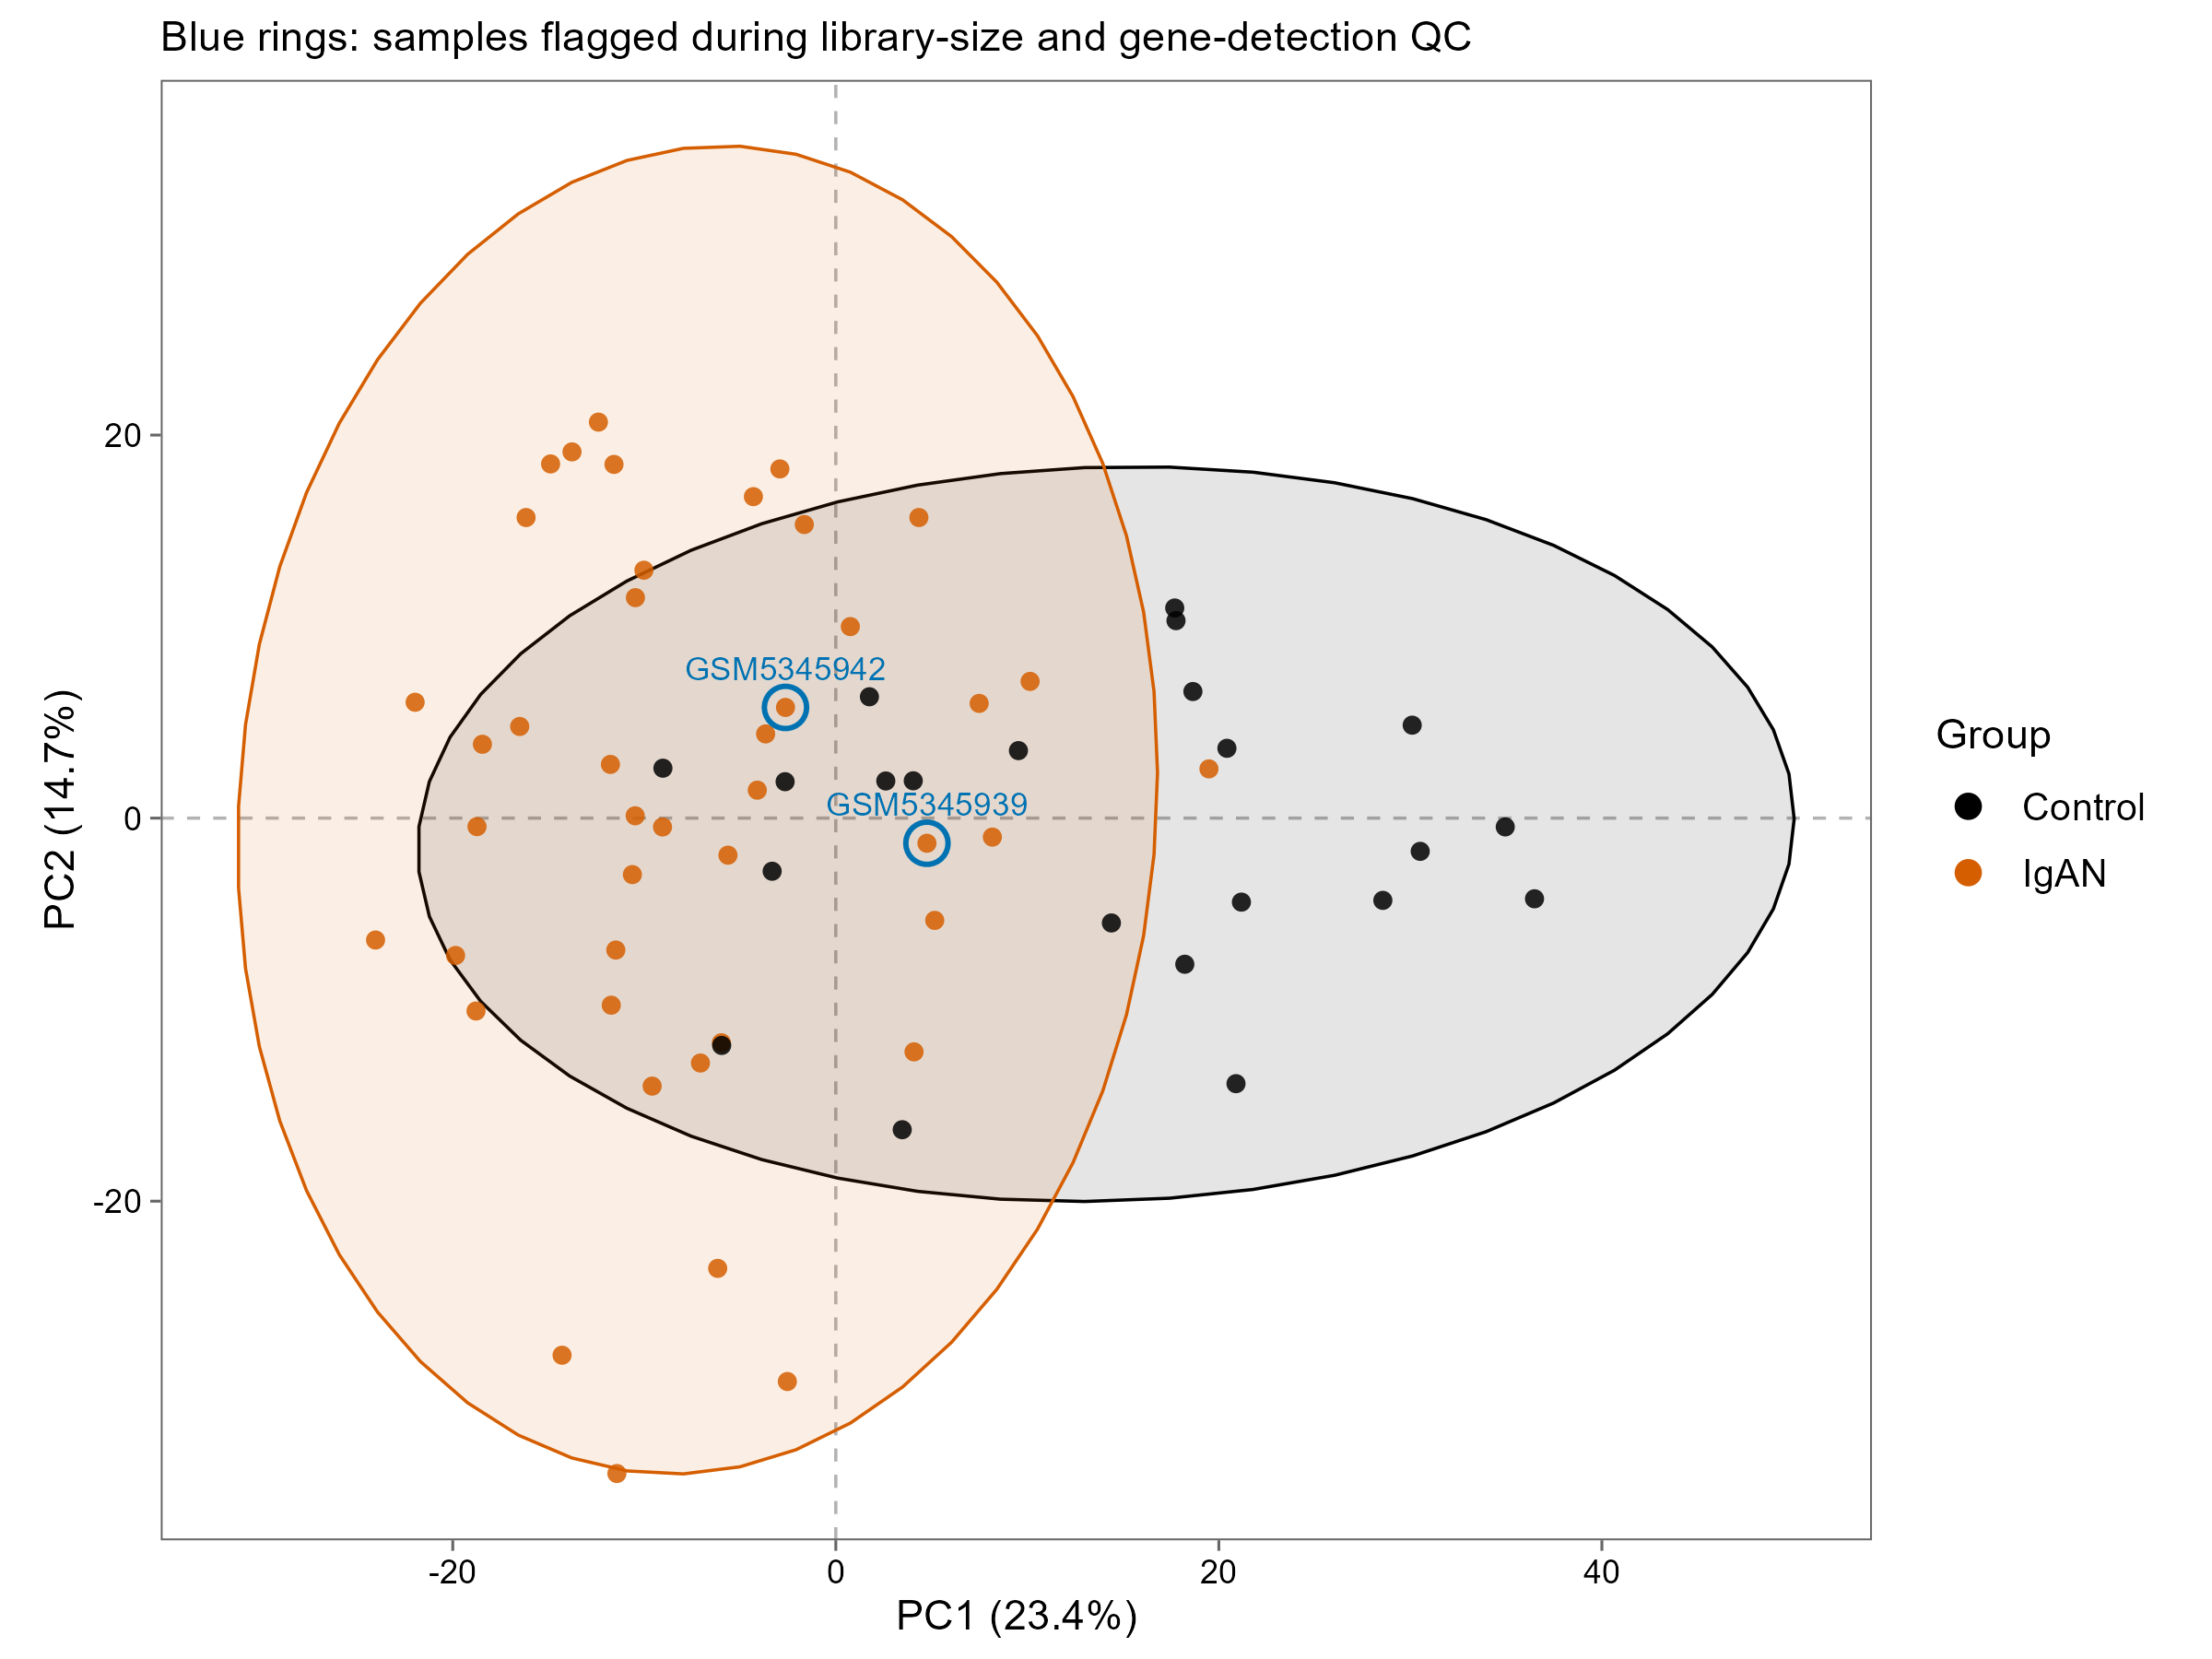 Blue rings: samples flagged during library-size and gene-detection QC
GSM5345942
GSM5345939
20
0
-20
PC2 (14.7%)
-20
0
20
40
PC1 (23.4%)
Group
Control
IgAN